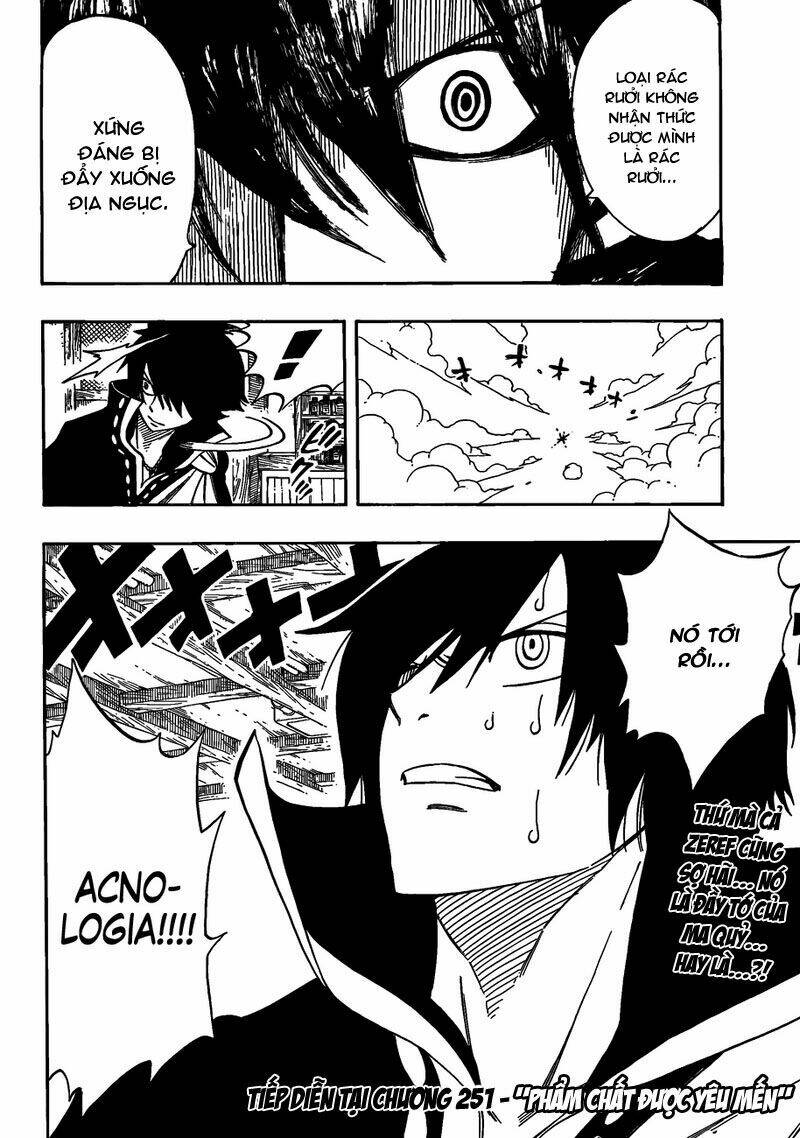 LOẠI RÁC
RƯỞI KHÔNG
NHẬN THỨC
ĐƯỢC MÌNH
LÀ RÁC
RƯỞI...
XỨNG
ĐÁNG BỊ
ĐẨY XUỐNG
ĐỊA NGỤC.
NÓ TỚI
RỒI...
ACNO-
LOGIA!!!!
THỨ MÀ CẢ
ZEREF CŨNG
SỢ HÃI... NÓ
LÀ ĐẦY TỚ CỦA
MA QUỶ...
HAY LÀ...?!
TIẾP DIỄN TẠI CHƯƠNG 251 - "PHẨM CHẤT ĐƯỢC YÊU MẾN"